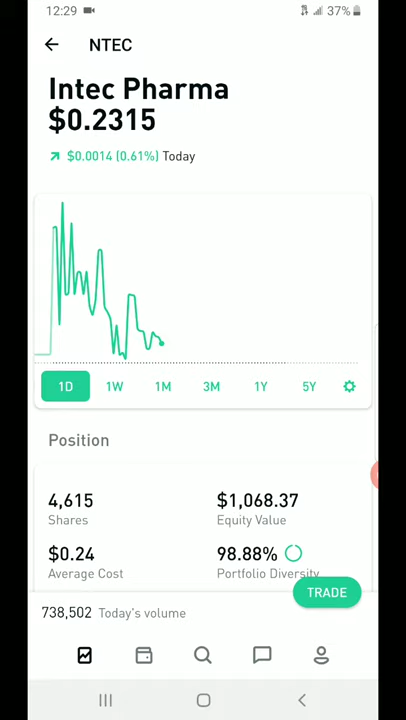 12:29 37%
NTEC
Intec Pharma
$0.2315
$0.0014 (0.61%) Today
1D 1W 1M 3M 1Y 5Y
Position
4,615 $1,068.37
Shares Equity Value
$0.24 98.88%
Average Cost Portfolio Diversity
TRADE
738,502 Today's volume